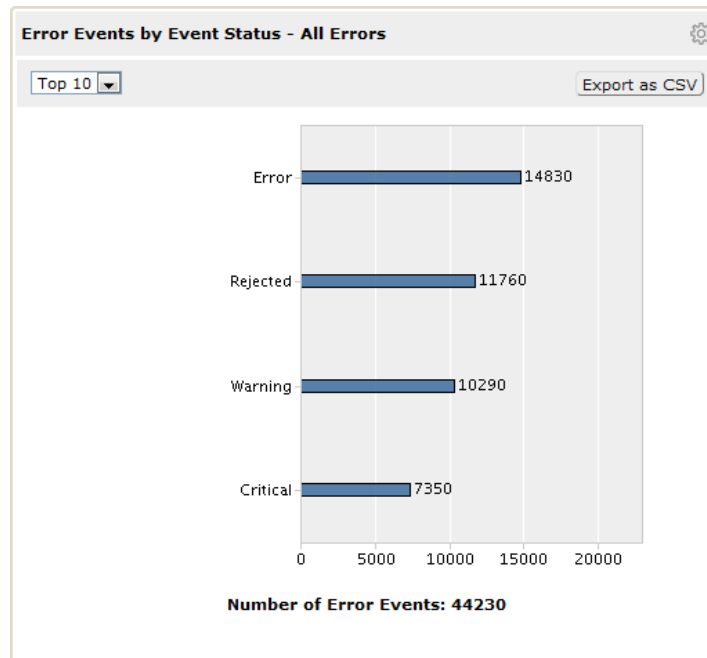 Error Events by Event Status - All Errors
Top 10
Export as CSV
Error
14830
Rejected
11760
Warning
10290
Critical
7350
0 5000 10000 15000 20000
Number of Error Events: 44230